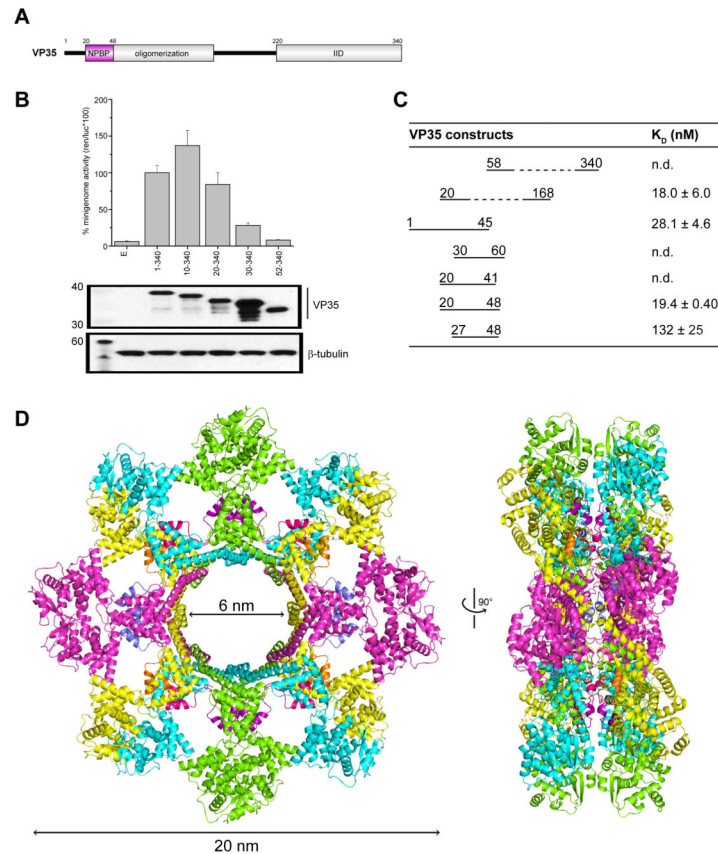 A
1 20 48 220 340
VP35 NPBP oligomerization IID
B
% minigenome activity (ren/luc*100)
200
150
100
50
0
E
1-340
10-340
20-340
30-340
52-340
40
30
VP35
60
β-tubulin
C
VP35 constructs K_D (nM)
58 340 n.d.
20 168 18.0 ± 6.0
1 45 28.1 ± 4.6
30 60 n.d.
20 41 n.d.
20 48 19.4 ± 0.40
27 48 132 ± 25
D
6 nm
90°
20 nm